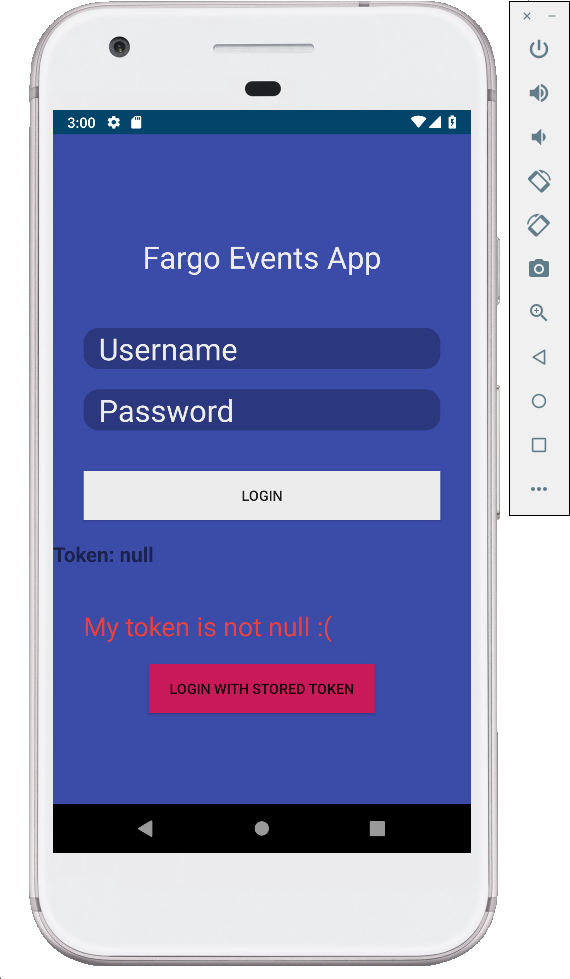 3:00
Fargo Events App
Username
Password
LOGIN
Token: null
My token is not null :(
LOGIN WITH STORED TOKEN